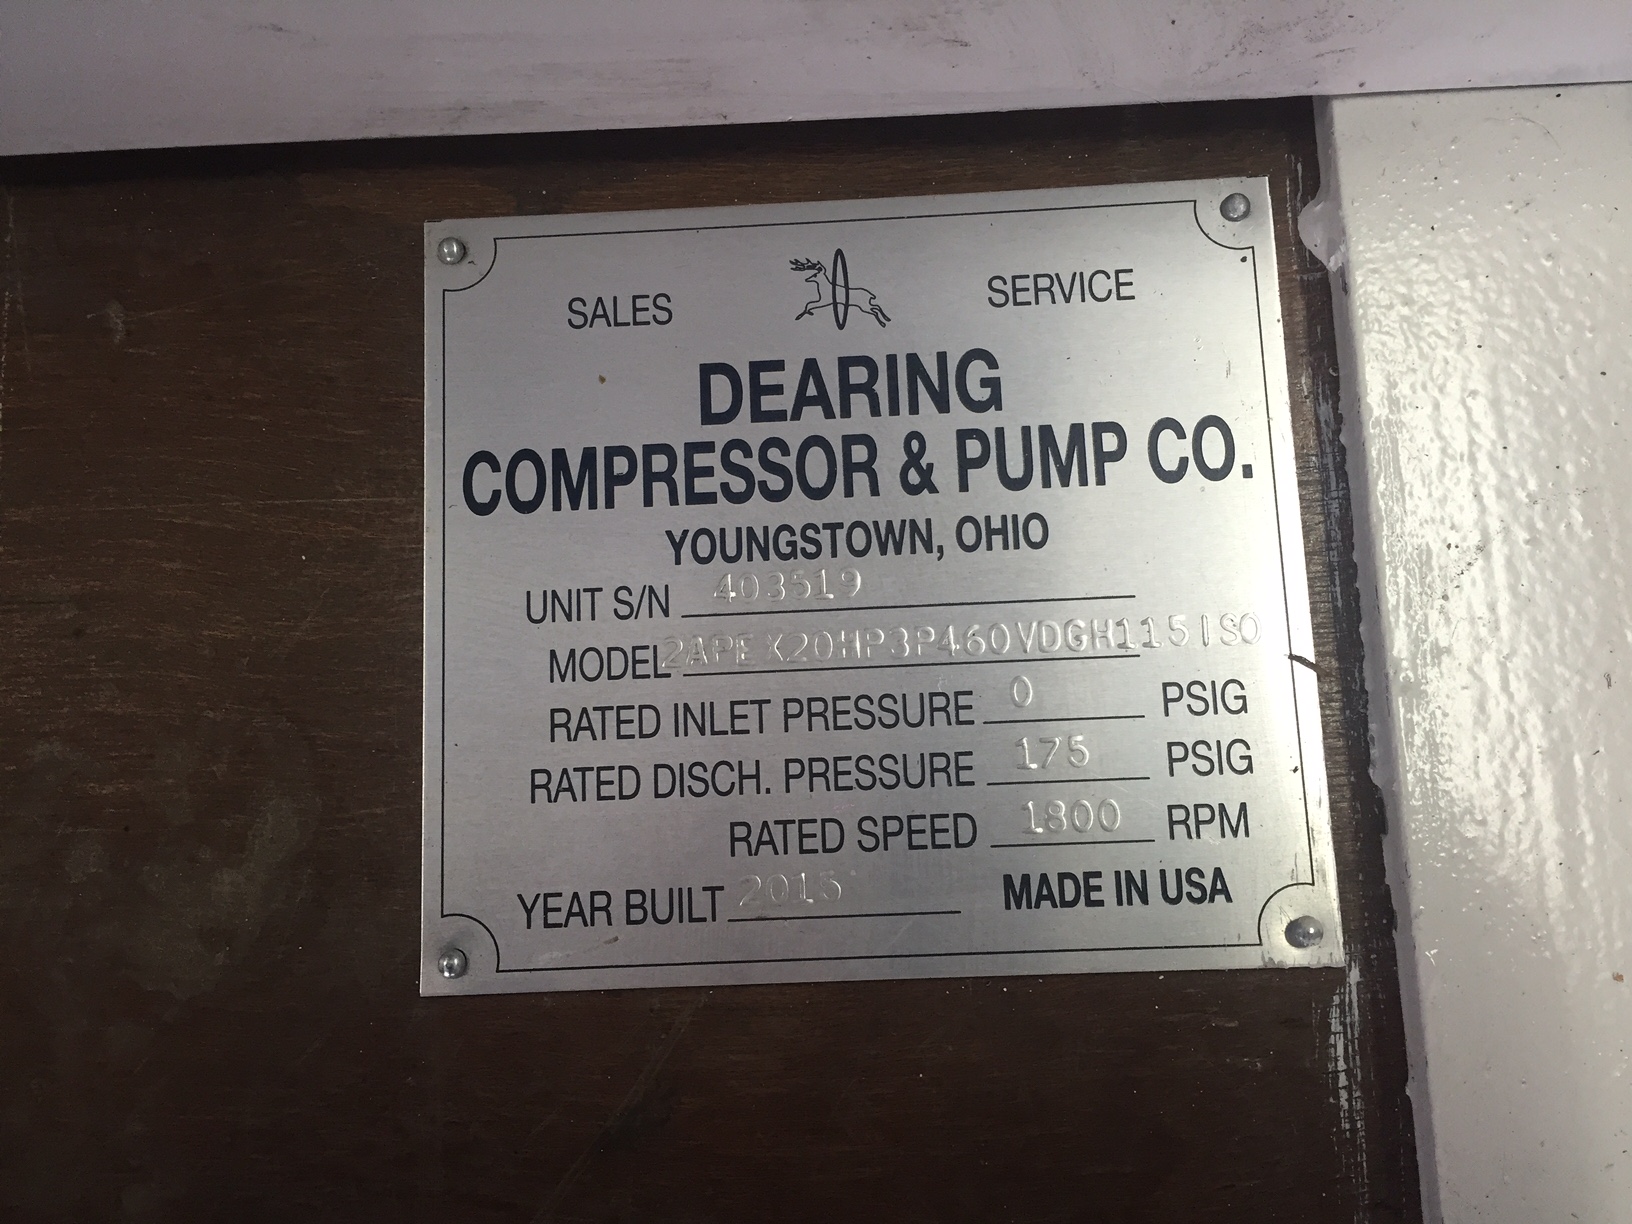 SALES SERVICE
DEARING
COMPRESSOR & PUMP CO.
YOUNGSTOWN, OHIO
UNIT S/N 403519
MODEL 2APEX20HP3P460VDGH115ISO
RATED INLET PRESSURE 0 PSIG
RATED DISCH. PRESSURE 175 PSIG
RATED SPEED 1800 RPM
YEAR BUILT 2015 MADE IN USA